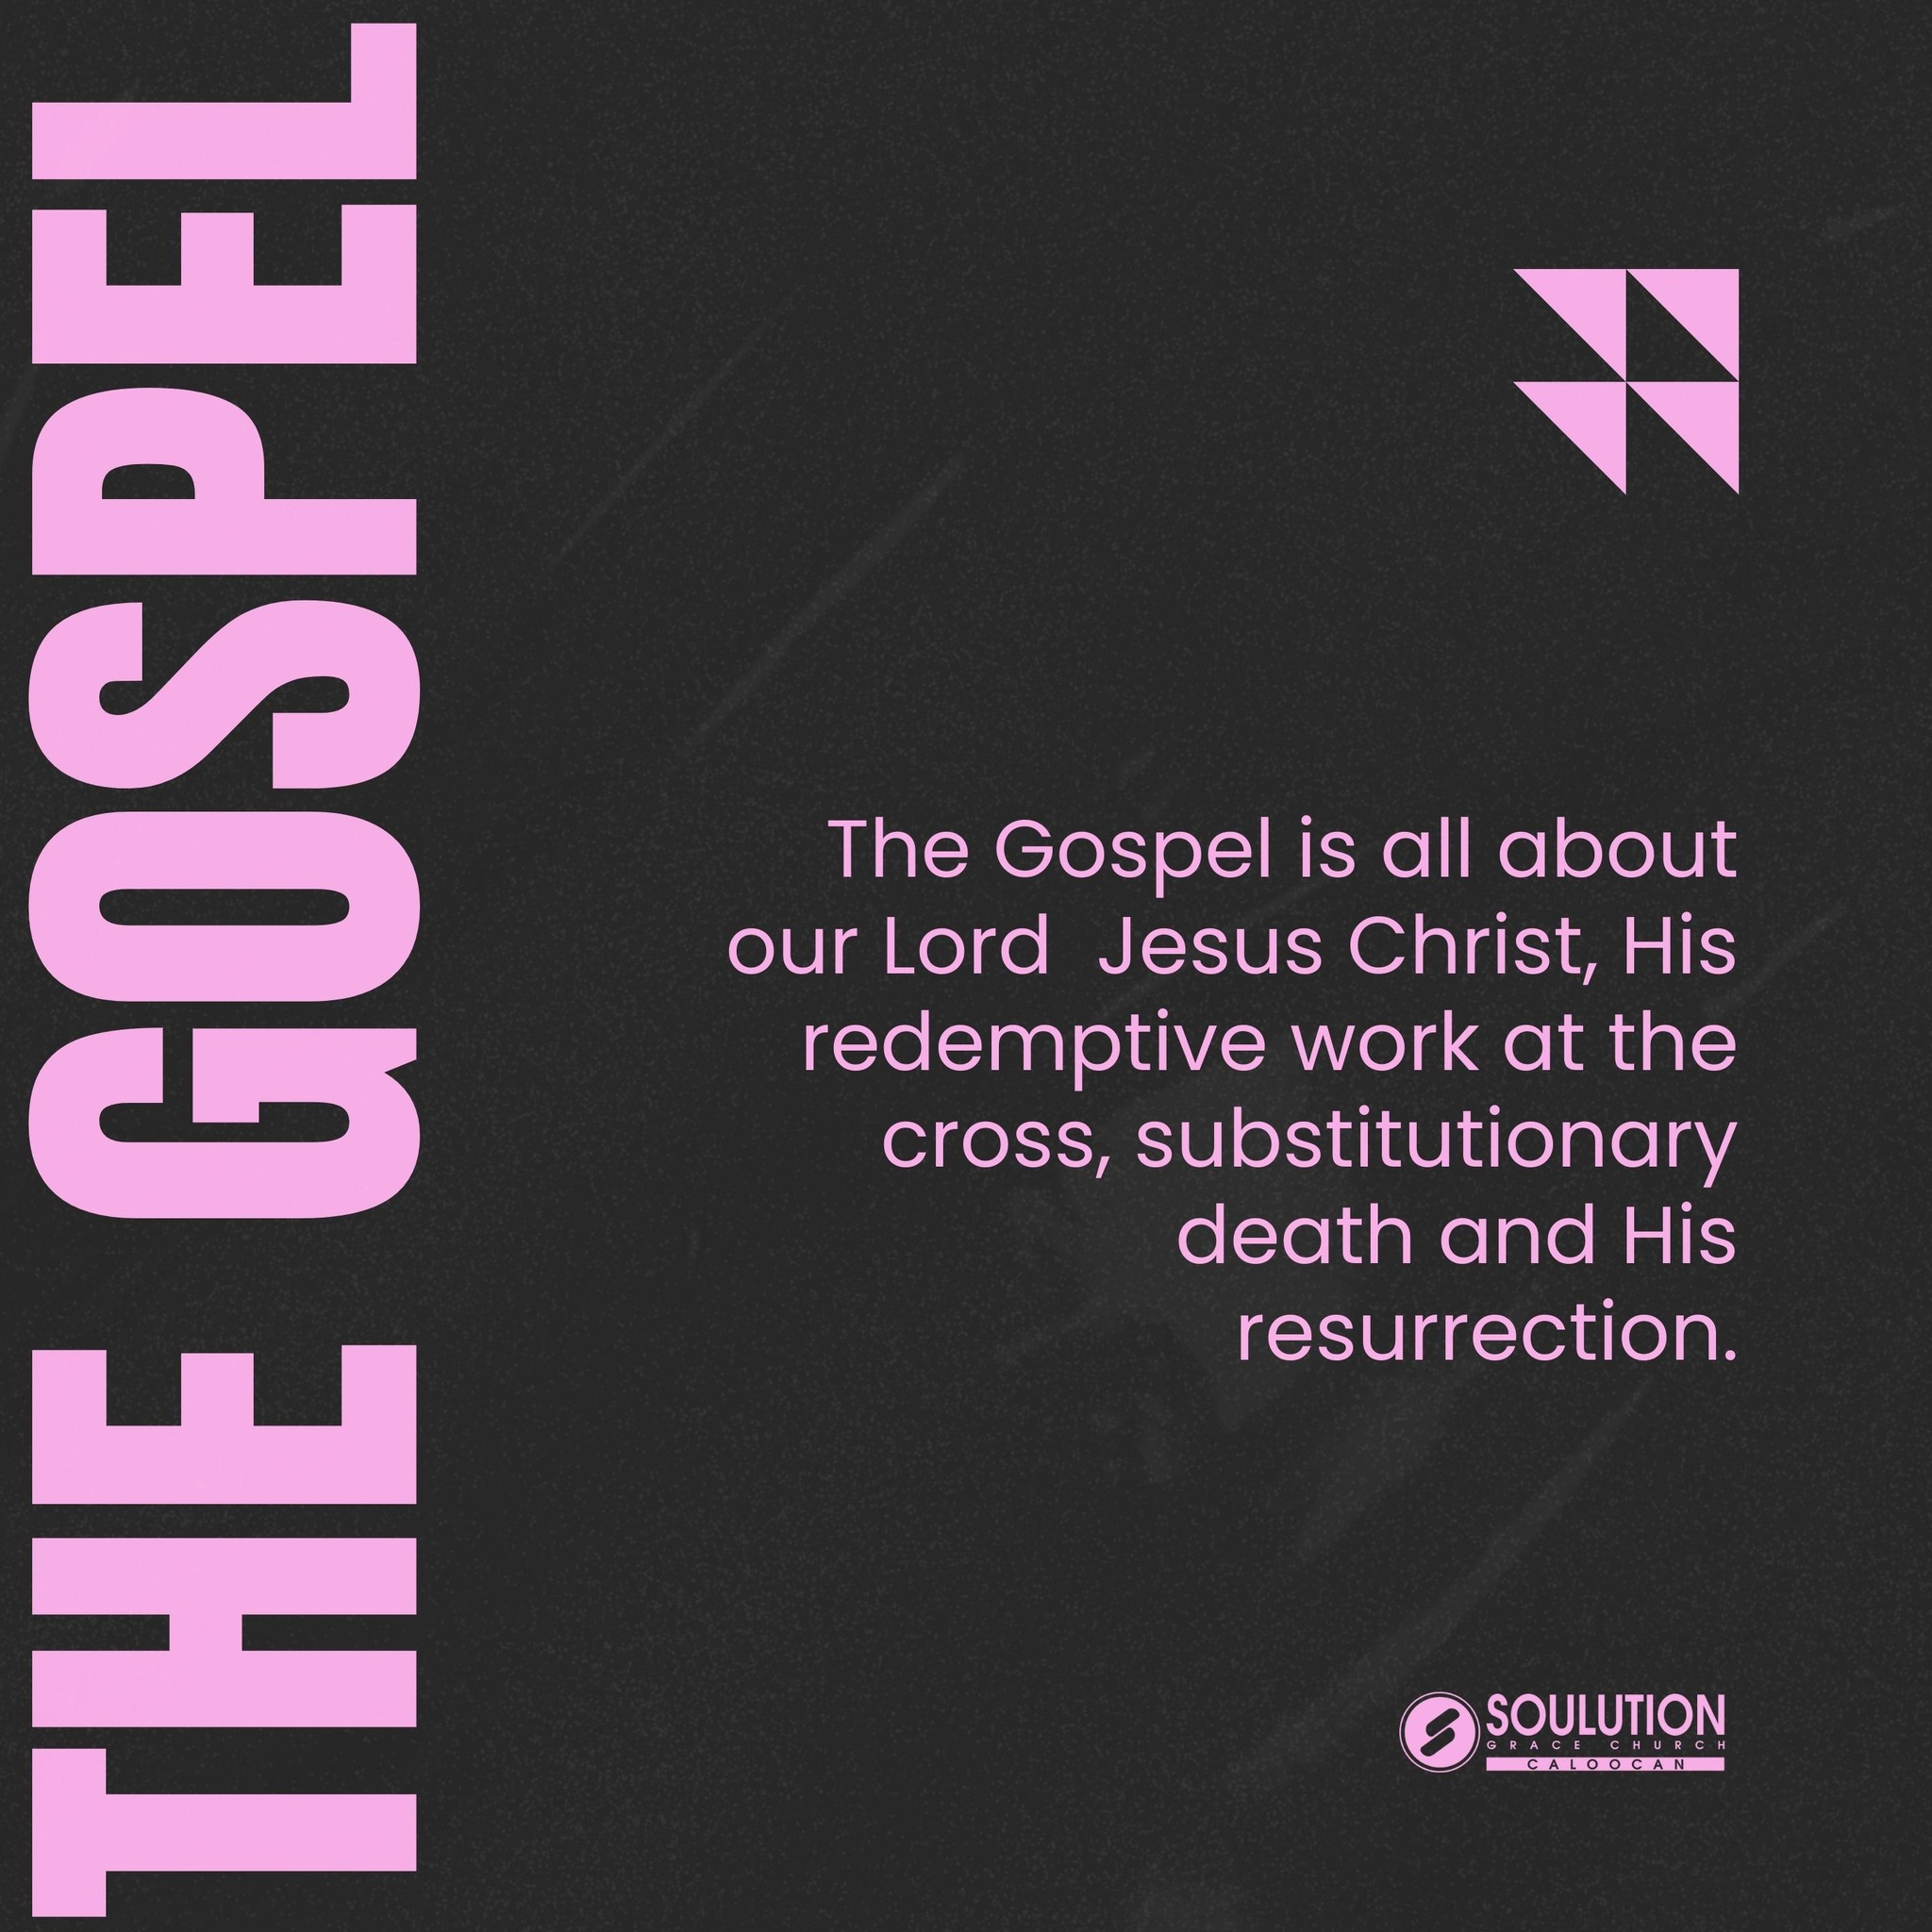 THE GOSPEL
The Gospel is all about
our Lord  Jesus Christ, His
redemptive work at the
cross, substitutionary
death and His
resurrection.
SOULUTION
GRACE CHURCH
CALOOCAN